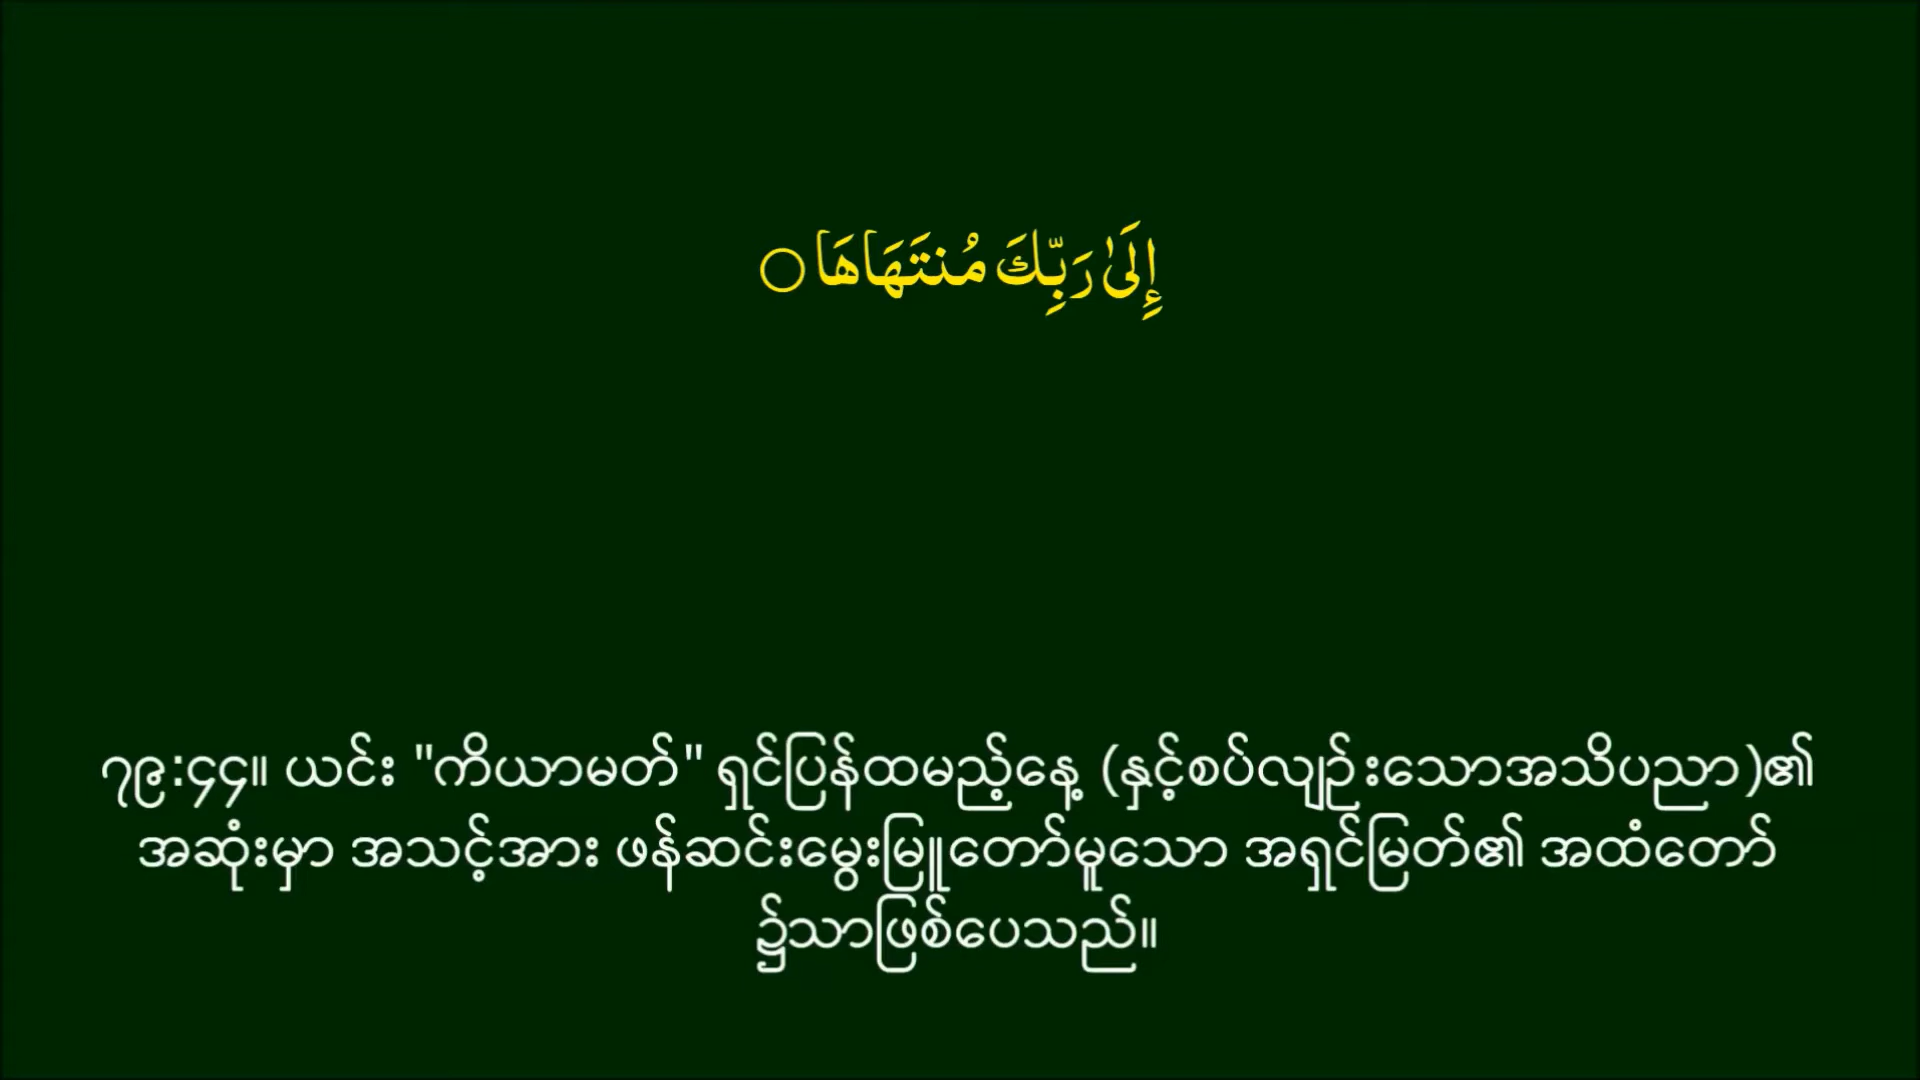 إِلَىٰ رَبِّكَ مُنتَهَاهَا ○
၇၉:၄၄။ ယင်း "ကိယာမတ်" ရှင်ပြန်ထမည့်နေ့ (နှင့်စပ်လျဉ်းသောအသိပညာ)၏
အဆုံးမှာ အသင့်အား ဖန်ဆင်းမွေးမြူတော်မူသော အရှင်မြတ်၏ အထံတော်
၌သာဖြစ်ပေသည်။